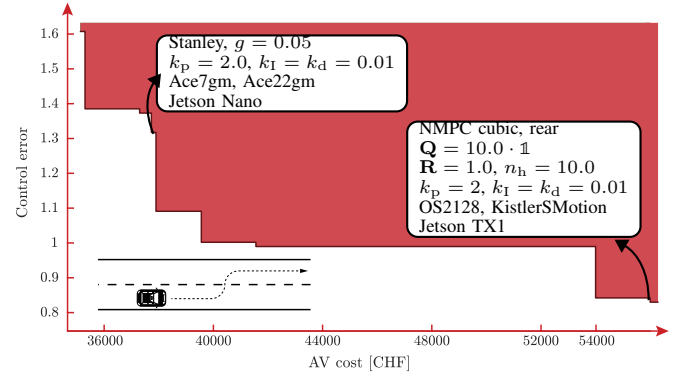 1.6
1.5
1.4
1.3
1.2
1.1
1
0.9
0.8
Control error
Stanley, g = 0.05
kₚ = 2.0, k_I = k_d = 0.01
Ace7gm, Ace22gm
Jetson Nano
NMPC cubic, rear
Q = 10.0 · 𝟙
R = 1.0, n_h = 10.0
kₚ = 2, k_I = k_d = 0.01
OS2128, KistlerSMotion
Jetson TX1
36000
40000
44000
48000
52000
54000
AV cost [CHF]